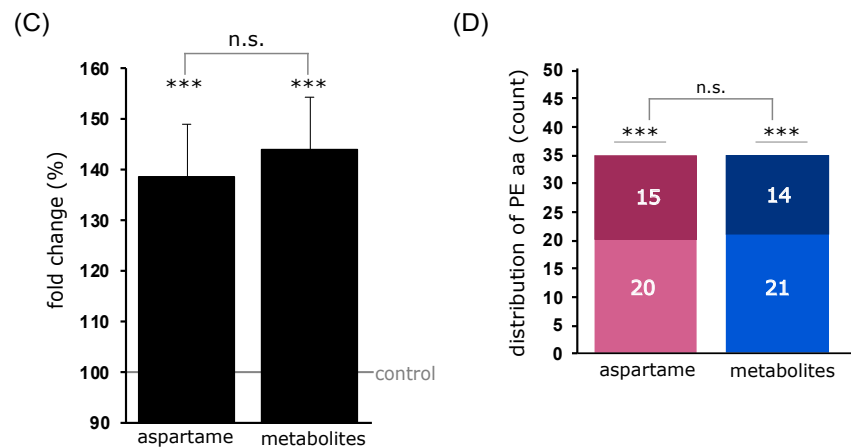 (C)
n.s.
***
***
fold change (%)
160
150
140
130
120
110
100
90
control
aspartame
metabolites
(D)
n.s.
***
***
distribution of PE aa (count)
50
45
40
35
30
25
20
15
10
5
0
15
14
20
21
aspartame
metabolites